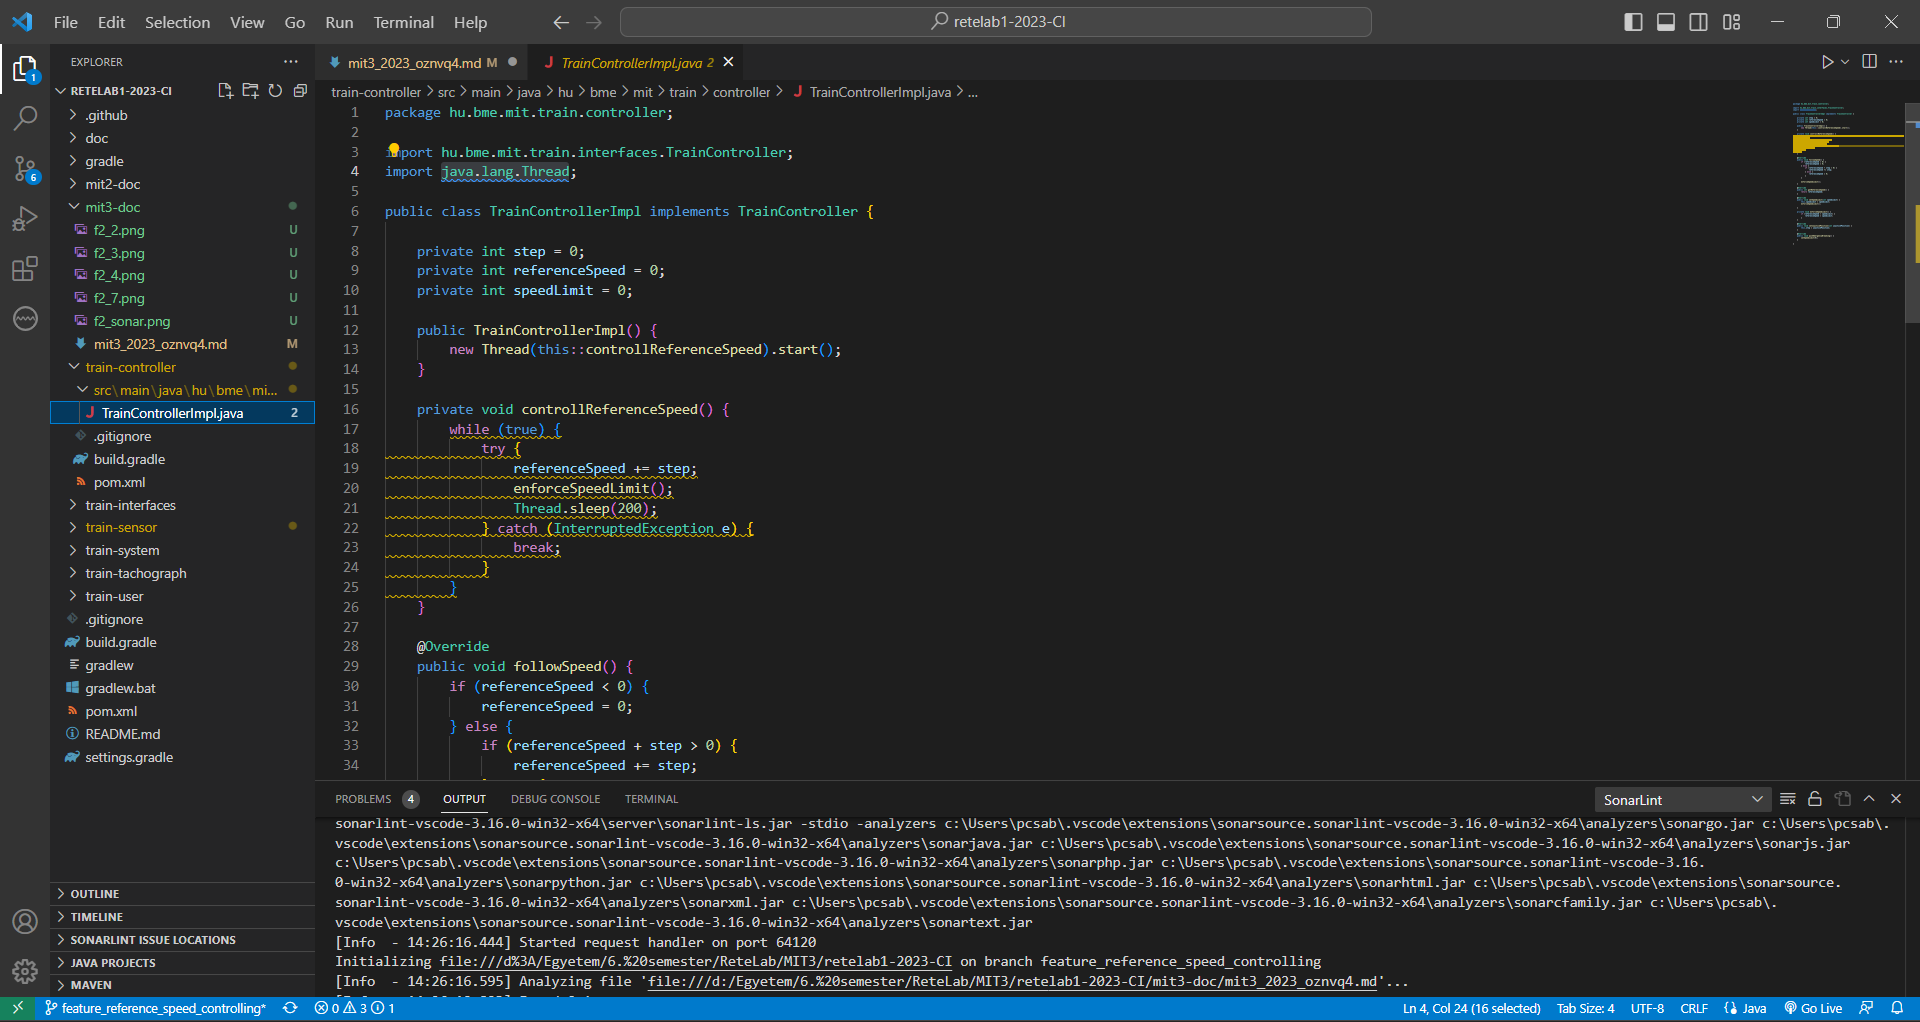 File Edit Selection View Go Run Terminal Help
retelab1-2023-CI
EXPLORER
RETELAB1-2023-CI
.github
doc
gradle
mit2-doc
mit3-doc
f2_2.png U
f2_3.png U
f2_4.png U
f2_7.png U
f2_sonar.png U
mit3_2023_oznvq4.md M
train-controller
src\main\java\hu\bme\mi...
TrainControllerImpl.java 2
.gitignore
build.gradle
pom.xml
train-interfaces
train-sensor
train-system
train-tachograph
train-user
.gitignore
build.gradle
gradlew
gradlew.bat
pom.xml
README.md
settings.gradle
OUTLINE
TIMELINE
SONARLINT ISSUE LOCATIONS
JAVA PROJECTS
MAVEN
1
6
mit3_2023_oznvq4.md M
TrainControllerImpl.java 2
train-controller > src > main > java > hu > bme > mit > train > controller > TrainControllerImpl.java > ...
1 package hu.bme.mit.train.controller;
2
3 import hu.bme.mit.train.interfaces.TrainController;
4 import java.lang.Thread;
5
6 public class TrainControllerImpl implements TrainController {
7
8 private int step = 0;
9 private int referenceSpeed = 0;
10 private int speedLimit = 0;
11
12 public TrainControllerImpl() {
13 new Thread(this::controllReferenceSpeed).start();
14 }
15
16 private void controllReferenceSpeed() {
17 while (true) {
18 try {
19 referenceSpeed += step;
20 enforceSpeedLimit();
21 Thread.sleep(200);
22 } catch (InterruptedException e) {
23 break;
24 }
25 }
26 }
27
28 @Override
29 public void followSpeed() {
30 if (referenceSpeed < 0) {
31 referenceSpeed = 0;
32 } else {
33 if (referenceSpeed + step > 0) {
34 referenceSpeed += step;
PROBLEMS 4 OUTPUT DEBUG CONSOLE TERMINAL
SonarLint
sonarlint-vscode-3.16.0-win32-x64\server\sonarlint-ls.jar -stdio -analyzers c:\Users\pcsab\.vscode\extensions\sonarsource.sonarlint-vscode-3.16.0-win32-x64\analyzers\sonargo.jar c:\Users\pcsab\.
vscode\extensions\sonarsource.sonarlint-vscode-3.16.0-win32-x64\analyzers\sonarjava.jar c:\Users\pcsab\.vscode\extensions\sonarsource.sonarlint-vscode-3.16.0-win32-x64\analyzers\sonarjs.jar
c:\Users\pcsab\.vscode\extensions\sonarsource.sonarlint-vscode-3.16.0-win32-x64\analyzers\sonarphp.jar c:\Users\pcsab\.vscode\extensions\sonarsource.sonarlint-vscode-3.16.
0-win32-x64\analyzers\sonarpython.jar c:\Users\pcsab\.vscode\extensions\sonarsource.sonarlint-vscode-3.16.0-win32-x64\analyzers\sonarhtml.jar c:\Users\pcsab\.vscode\extensions\sonarsource.
sonarlint-vscode-3.16.0-win32-x64\analyzers\sonarxml.jar c:\Users\pcsab\.vscode\extensions\sonarsource.sonarlint-vscode-3.16.0-win32-x64\analyzers\sonarcfamily.jar c:\Users\pcsab\.
vscode\extensions\sonarsource.sonarlint-vscode-3.16.0-win32-x64\analyzers\sonartext.jar
[Info - 14:26:16.444] Started request handler on port 64120
Initializing file:///d%3A/Egyetem/6.%20semester/ReteLab/MIT3/retelab1-2023-CI on branch feature_reference_speed_controlling
[Info - 14:26:16.595] Analyzing file 'file:///d:/Egyetem/6.%20semester/ReteLab/MIT3/retelab1-2023-CI/mit3-doc/mit3_2023_oznvq4.md'...
feature_reference_speed_controlling* 0 3 1
Ln 4, Col 24 (16 selected) Tab Size: 4 UTF-8 CRLF Java Go Live